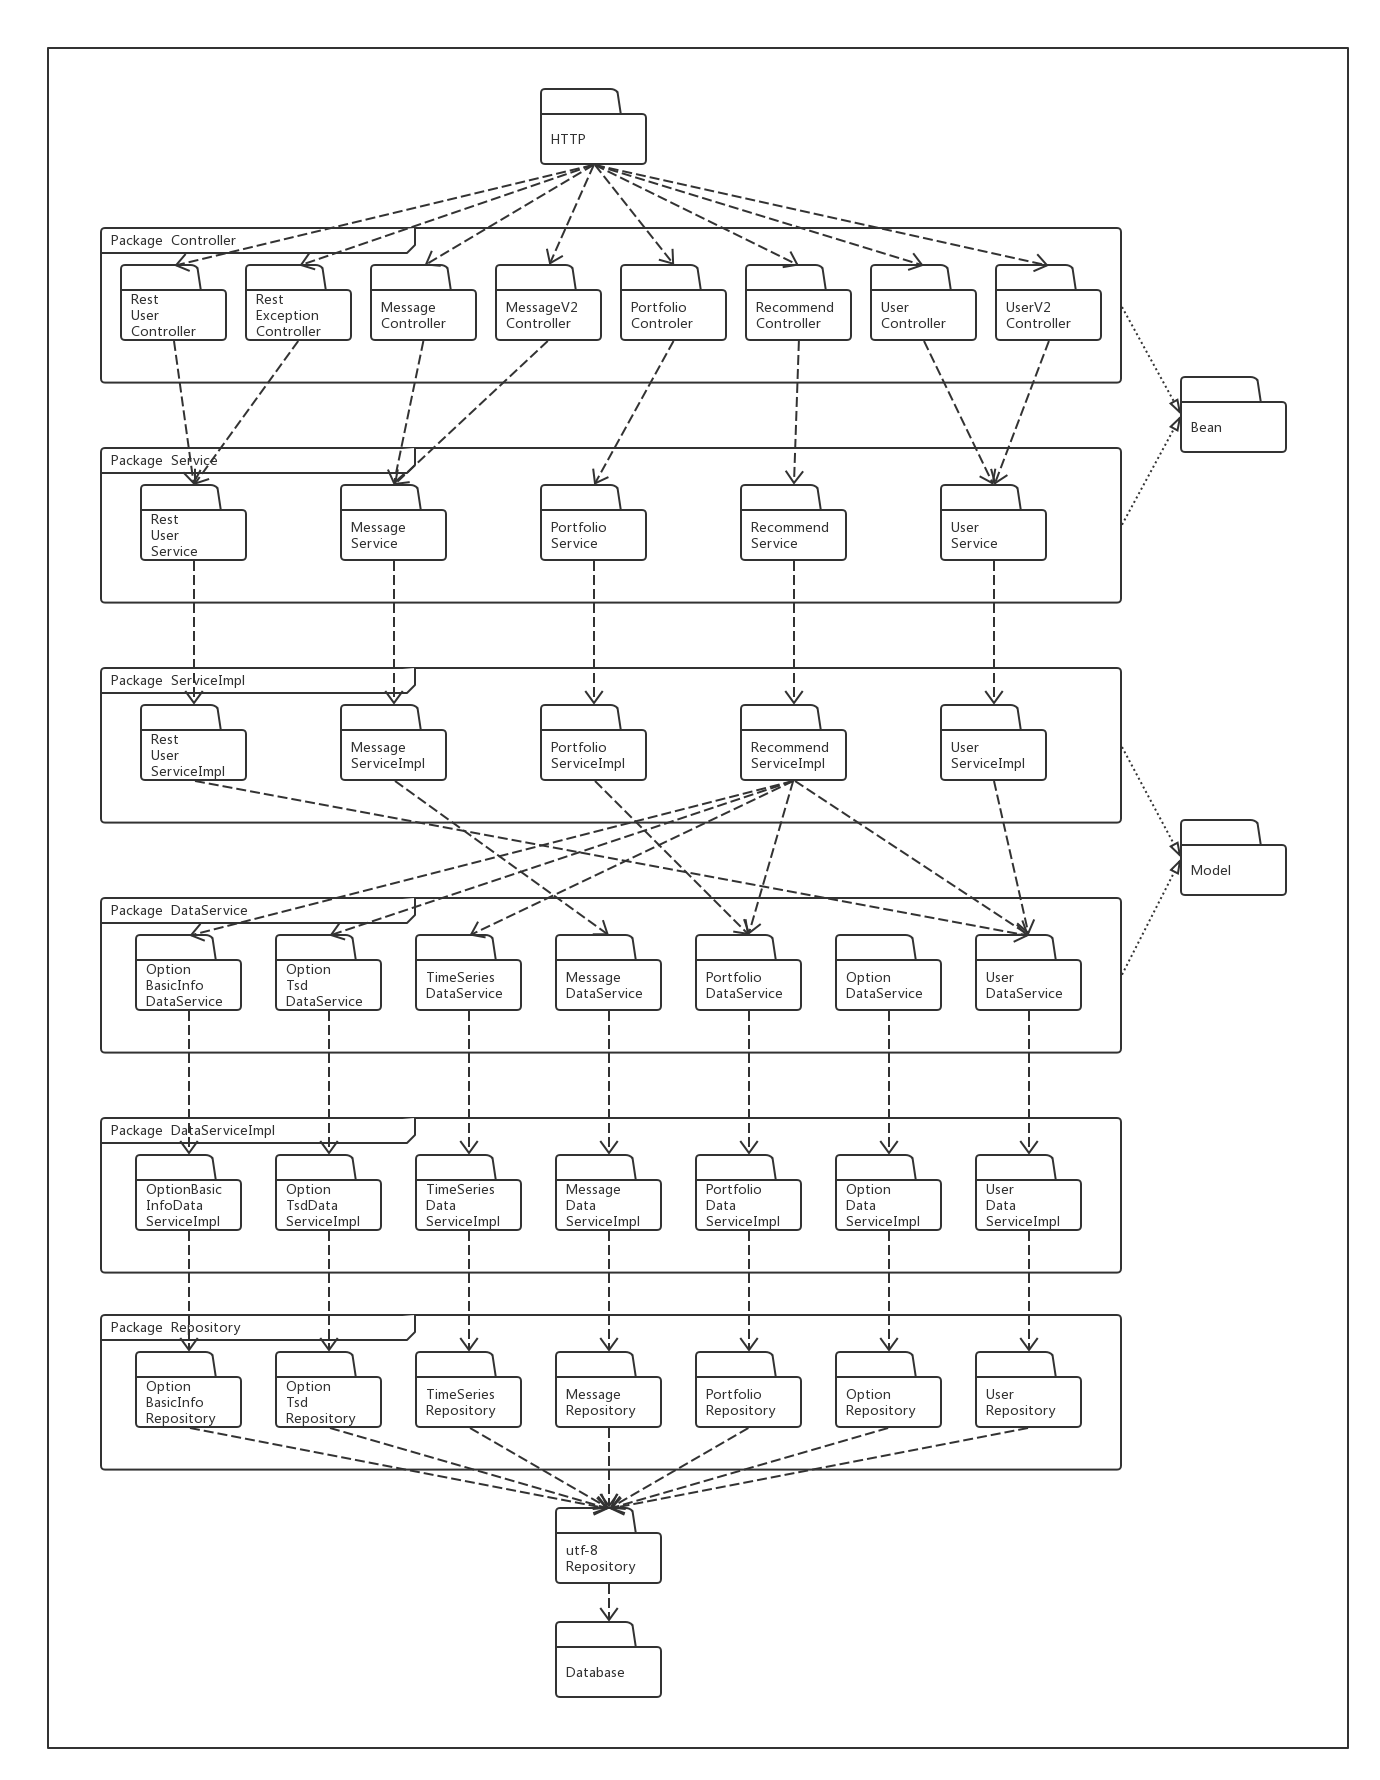 HTTP
Package Controller
Rest
User
Controller
Rest
Exception
Controller
Message
Controller
MessageV2
Controller
Portfolio
Controler
Recommend
Controller
User
Controller
UserV2
Controller
Bean
Package Service
Rest
User
Service
Message
Service
Portfolio
Service
Recommend
Service
User
Service
Package ServiceImpl
Rest
User
ServiceImpl
Message
ServiceImpl
Portfolio
ServiceImpl
Recommend
ServiceImpl
User
ServiceImpl
Model
Package DataService
Option
BasicInfo
DataService
Option
Tsd
DataService
TimeSeries
DataService
Message
DataService
Portfolio
DataService
Option
DataService
User
DataService
Package DataServiceImpl
OptionBasic
InfoData
ServiceImpl
Option
TsdData
ServiceImpl
TimeSeries
Data
ServiceImpl
Message
Data
ServiceImpl
Portfolio
Data
ServiceImpl
Option
Data
ServiceImpl
User
Data
ServiceImpl
Package Repository
Option
BasicInfo
Repository
Option
Tsd
Repository
TimeSeries
Repository
Message
Repository
Portfolio
Repository
Option
Repository
User
Repository
utf-8
Repository
Database